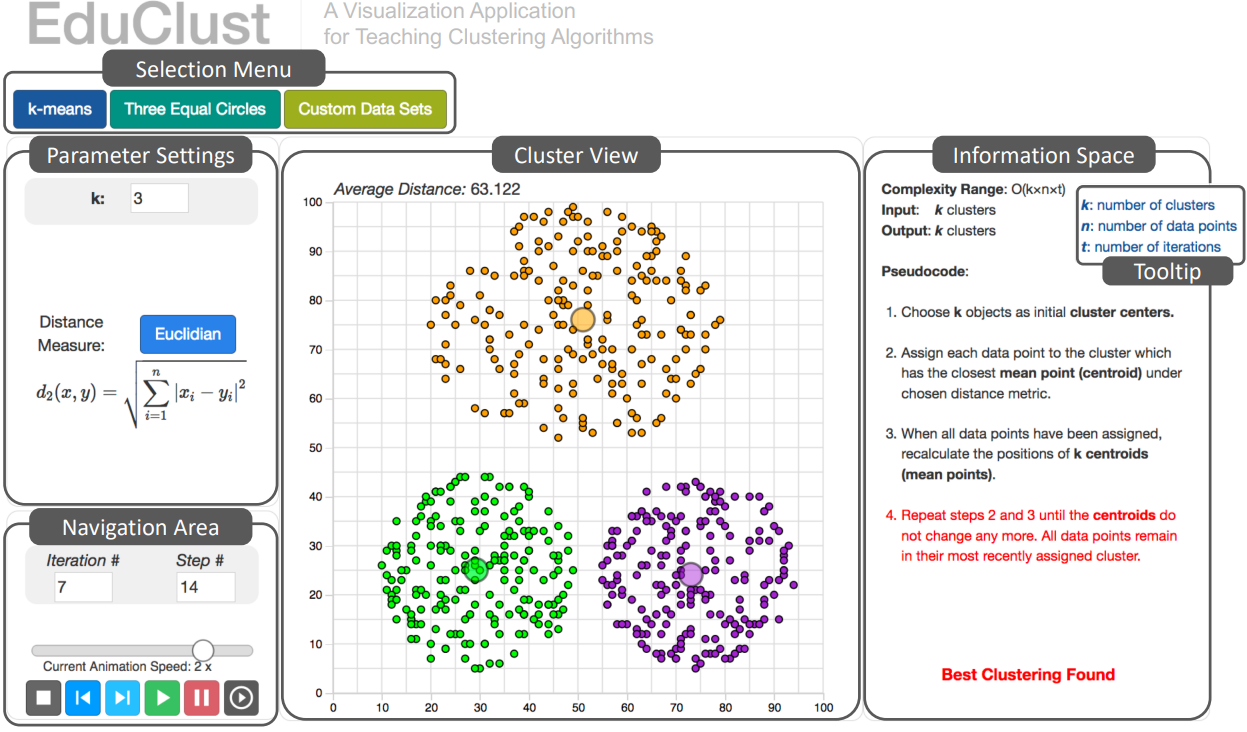 EduClust
A Visualization Application
for Teaching Clustering Algorithms
Selection Menu
k-means
Three Equal Circles
Custom Data Sets
Parameter Settings
k:
3
Distance
Measure:
Euclidian
d₂(x, y) = √ n ∑ i=1 |xᵢ − yᵢ|²
Navigation Area
Iteration #
Step #
7
14
Current Animation Speed: 2 x
Cluster View
Average Distance: 63.122
100
90
80
70
60
50
40
30
20
10
0
0
10
20
30
40
50
60
70
80
90
100
Information Space
Complexity Range: O(k×n×t)
Input: k clusters
Output: k clusters
k: number of clusters
n: number of data points
t: number of iterations
Tooltip
Pseudocode:
1. Choose k objects as initial cluster centers.
2. Assign each data point to the cluster which
has the closest mean point (centroid) under
chosen distance metric.
3. When all data points have been assigned,
recalculate the positions of k centroids
(mean points).
4. Repeat steps 2 and 3 until the centroids do
not change any more. All data points remain
in their most recently assigned cluster.
Best Clustering Found